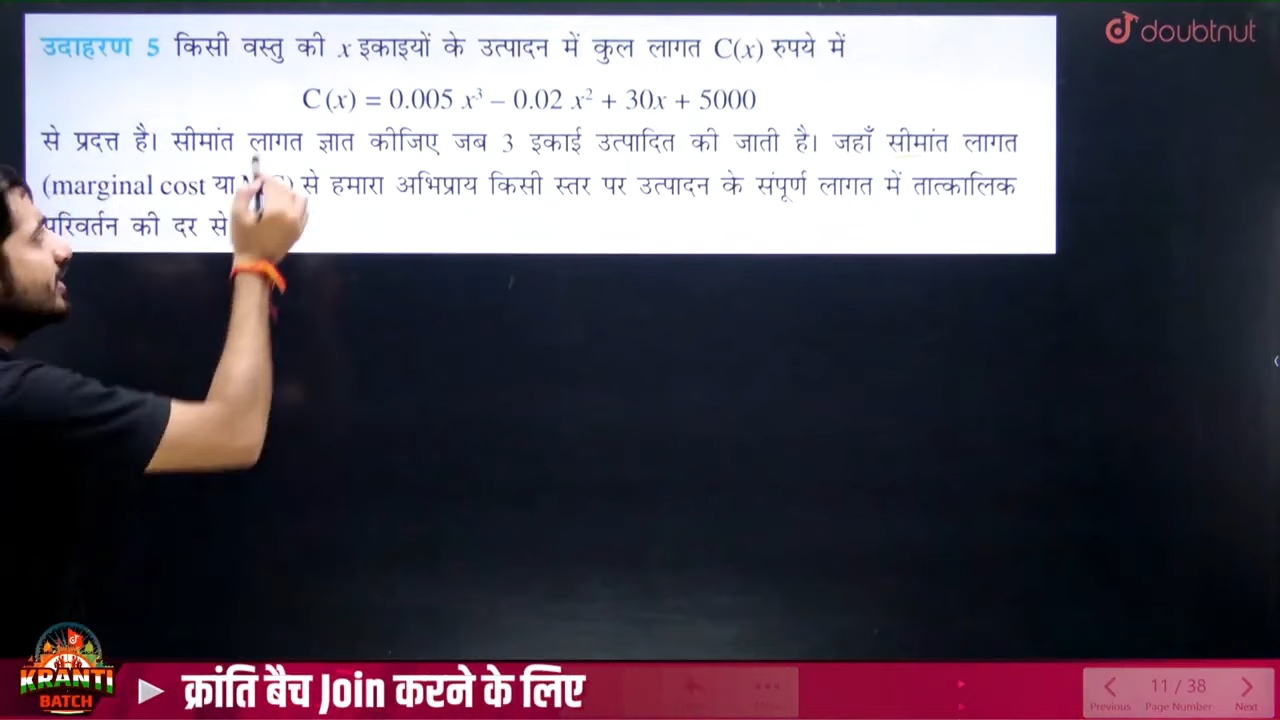 doubtnut
उदाहरण 5 किसी वस्तु की x इकाइयों के उत्पादन में कुल लागत C(x) रुपये में
C(x) = 0.005 x³ – 0.02 x² + 30x + 5000
से प्रदत्त है। सीमांत लागत ज्ञात कीजिए जब 3 इकाई उत्पादित की जाती है। जहाँ सीमांत लागत
(marginal cost या से हमारा अभिप्राय किसी स्तर पर उत्पादन के संपूर्ण लागत में तात्कालिक
परिवर्तन की दर से
KRANTI
BATCH
क्रांति बैच Join करने के लिए
11 / 38
Previous Page Number Next